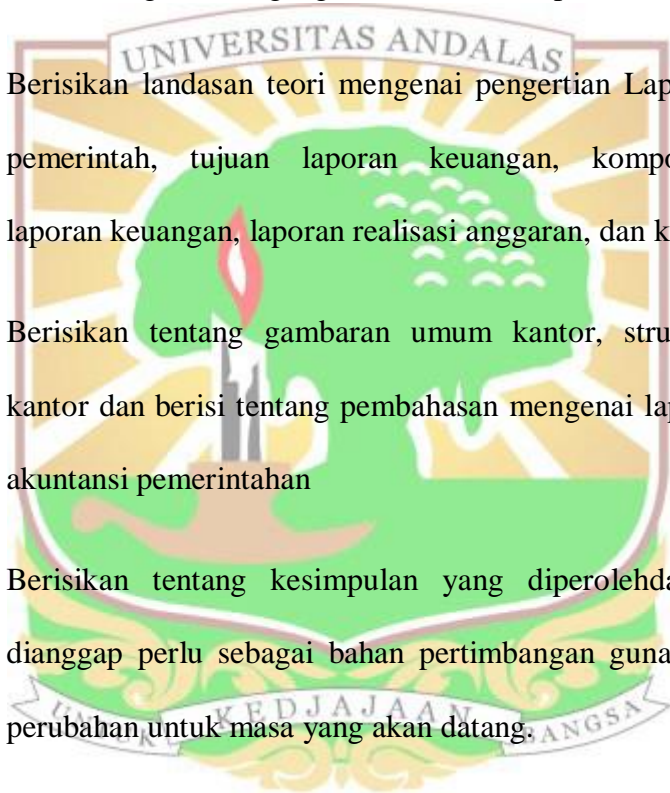 UNIVERSITAS ANDALAS
Berisikan landasan teori mengenai pengertian Lap
pemerintah, tujuan laporan keuangan, kompo
laporan keuangan, laporan realisasi anggaran, dan k
Berisikan tentang gambaran umum kantor, stru
kantor dan berisi tentang pembahasan mengenai lap
akuntansi pemerintahan
Berisikan tentang kesimpulan yang diperolehda
dianggap perlu sebagai bahan pertimbangan guna
perubahan untuk masa yang akan datang.
UNTUK KEDJAJAAN BANGSA